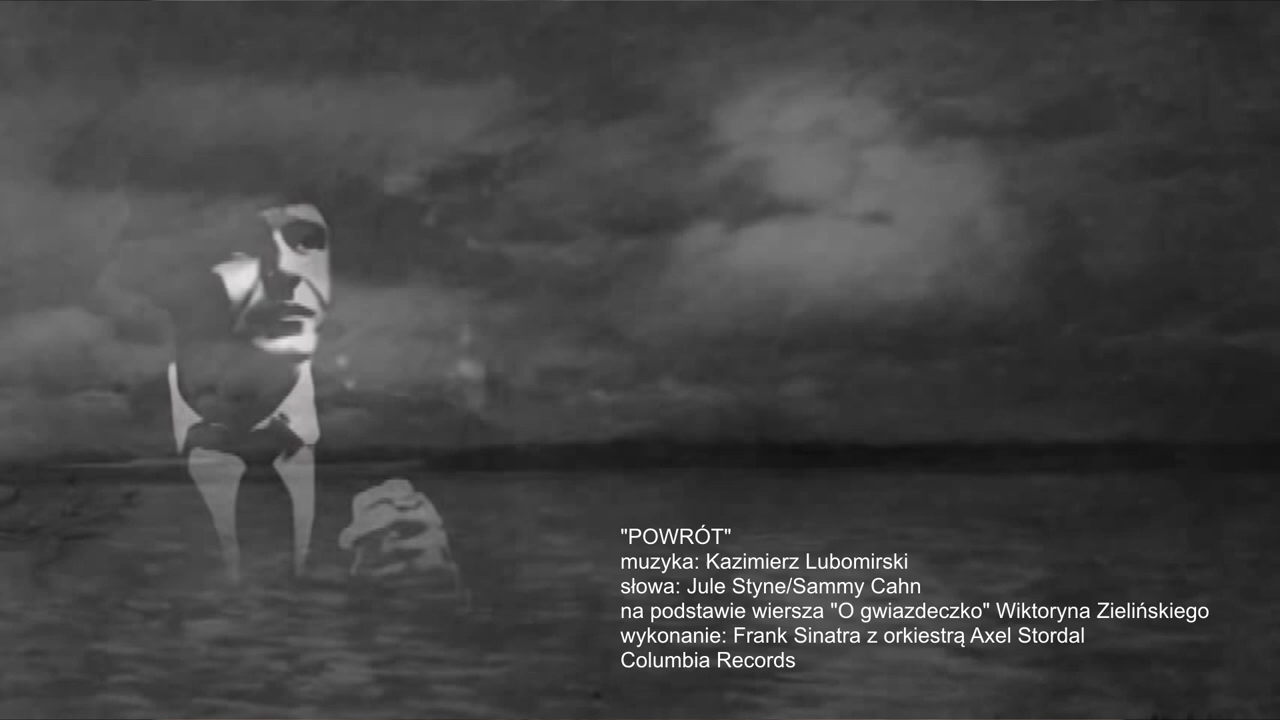 "POWRÓT"
muzyka: Kazimierz Lubomirski
słowa: Jule Styne/Sammy Cahn
na podstawie wiersza "O gwiazdeczko" Wiktoryna Zielińskiego
wykonanie: Frank Sinatra z orkiestrą Axel Stordal
Columbia Records